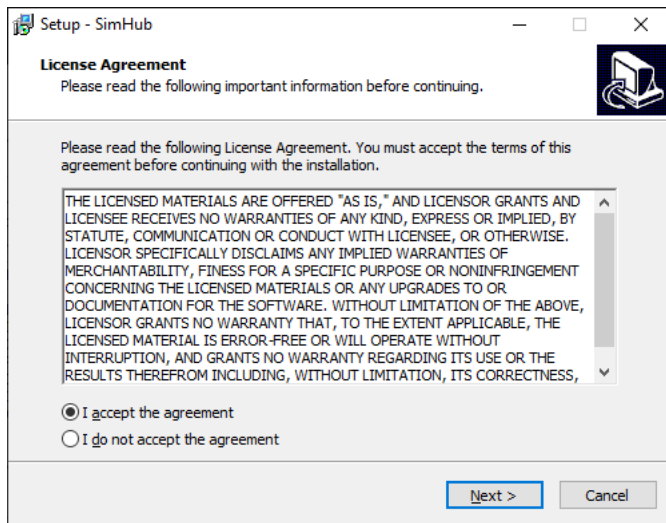 Setup - SimHub
License Agreement
Please read the following important information before continuing.
Please read the following License Agreement. You must accept the terms of this
agreement before continuing with the installation.
THE LICENSED MATERIALS ARE OFFERED "AS IS," AND LICENSOR GRANTS AND
LICENSEE RECEIVES NO WARRANTIES OF ANY KIND, EXPRESS OR IMPLIED, BY
STATUTE, COMMUNICATION OR CONDUCT WITH LICENSEE, OR OTHERWISE.
LICENSOR SPECIFICALLY DISCLAIMS ANY IMPLIED WARRANTIES OF
MERCHANTABILITY, FINESS FOR A SPECIFIC PURPOSE OR NONINFRINGEMENT
CONCERNING THE LICENSED MATERIALS OR ANY UPGRADES TO OR
DOCUMENTATION FOR THE SOFTWARE. WITHOUT LIMITATION OF THE ABOVE,
LICENSOR GRANTS NO WARRANTY THAT, TO THE EXTENT APPLICABLE, THE
LICENSED MATERIAL IS ERROR-FREE OR WILL OPERATE WITHOUT
INTERRUPTION, AND GRANTS NO WARRANTY REGARDING ITS USE OR THE
RESULTS THEREFROM INCLUDING, WITHOUT LIMITATION, ITS CORRECTNESS,
I accept the agreement
I do not accept the agreement
Next >
Cancel